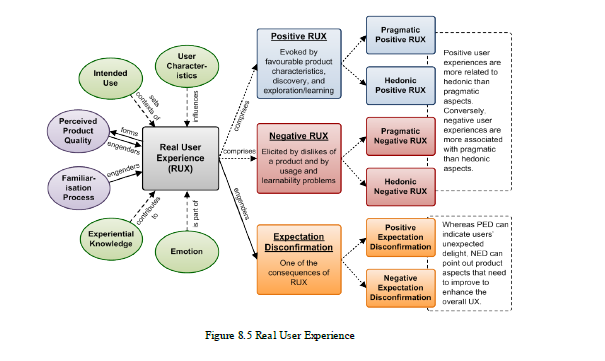 Intended
Use
User
Character-
istics
sets
contexts of
influences
Perceived
Product
Quality
forms
engenders
Real User
Experience
(RUX)
Familiar-
isation
Process
engenders
Experiential
Knowledge
contributes
to
is part of
Emotion
comprises
comprises
engenders
Positive RUX
Evoked by
favourable product
characteristics,
discovery, and
exploration/learning
Negative RUX
Elicited by dislikes of
a product and by
usage and
learnability problems
Expectation
Disconfirmation
One of the
consequences of
RUX
Pragmatic
Positive RUX
Hedonic
Positive RUX
Pragmatic
Negative RUX
Hedonic
Negative RUX
Positive
Expectation
Disconfirmation
Negative
Expectation
Disconfirmation
Positive user
experiences are
more related to
hedonic than
pragmatic
aspects.
Conversely,
negative user
experiences are
more associated
with pragmatic
than hedonic
aspects.
Whereas PED can
indicate users'
unexpected
delight, NED can
point out product
aspects that need
to improve to
enhance the
overall UX.
Figure 8.5 Real User Experience